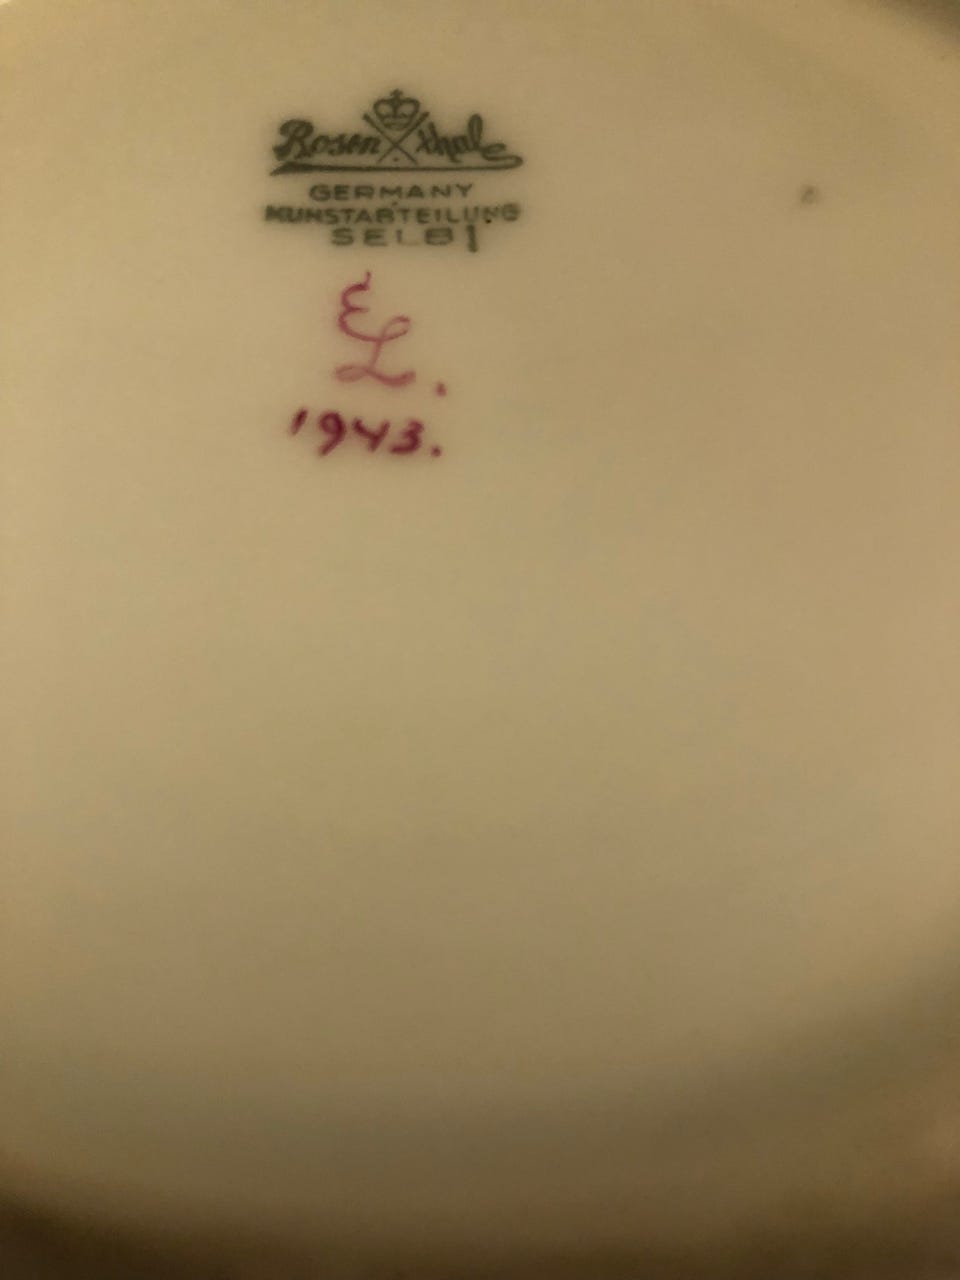 Rosenthal
GERMANY
KUNSTABTEILUNG
SELB
EL.
1943.